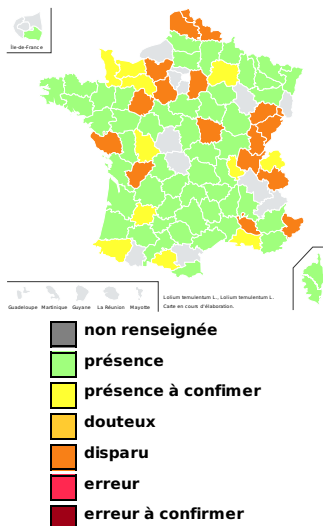 Île-de-France
Guadeloupe Martinique Guyane La Réunion Mayotte
Lolium temulentum L., Lolium temulentum L.
Carte en cours d'élaboration.
non renseignée
présence
présence à confimer
douteux
disparu
erreur
erreur à confirmer